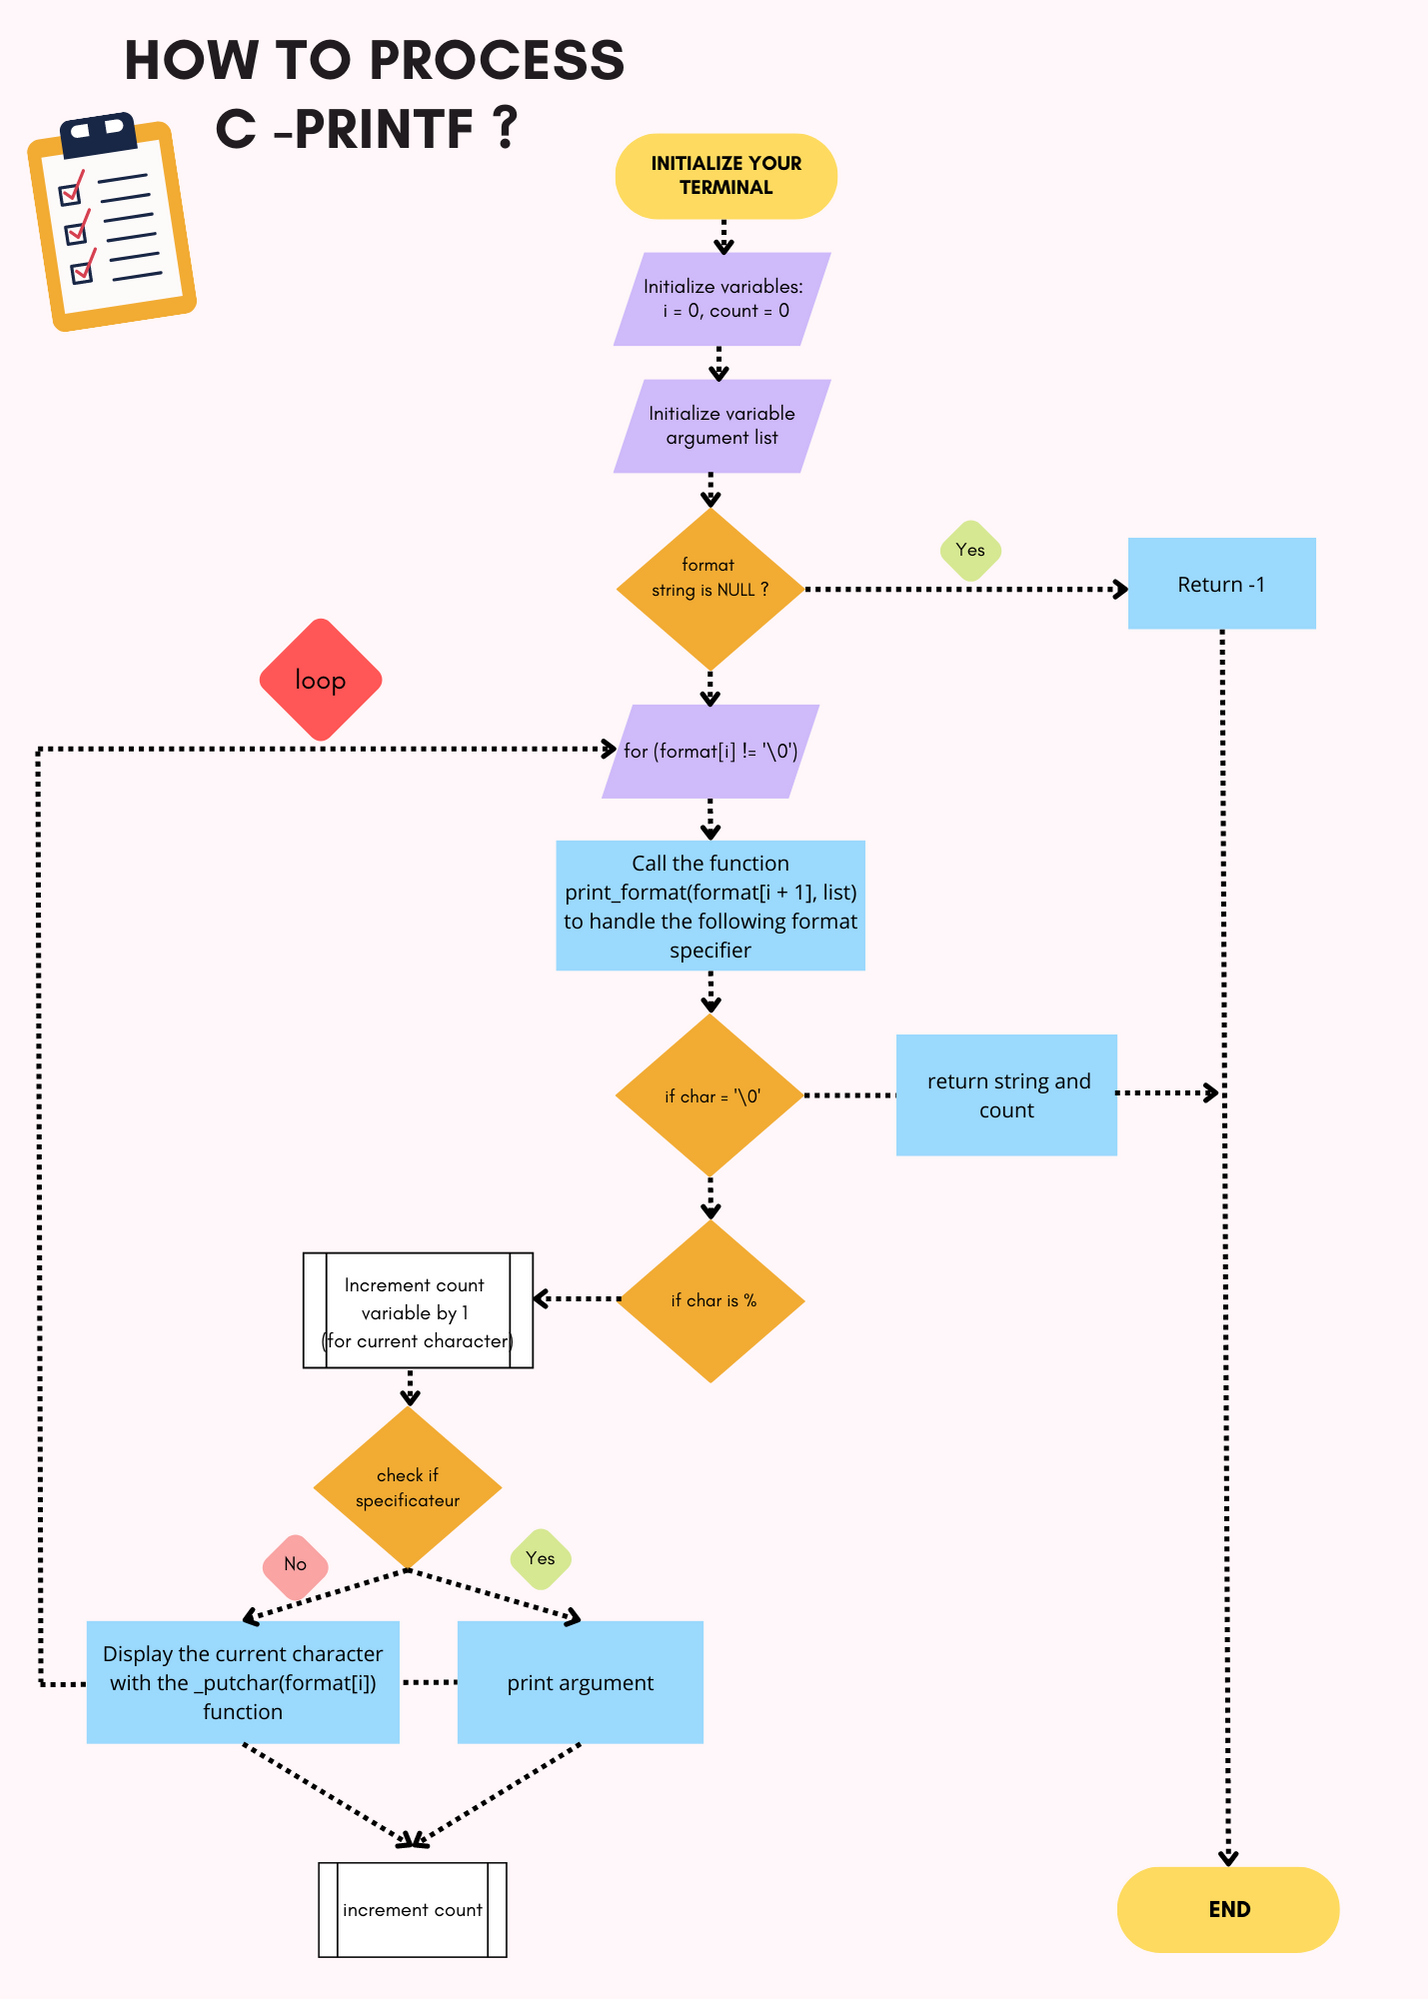 HOW TO PROCESS
C -PRINTF ?
INITIALIZE YOUR
TERMINAL
Initialize variables:
i = 0, count = 0
Initialize variable
argument list
format
string is NULL ?
Yes
Return -1
loop
for (format[i] != '\0')
Call the function
print_format(format[i + 1], list)
to handle the following format
specifier
if char = '\0'
return string and
count
if char is %
Increment count
variable by 1
(for current character)
check if
specificateur
No
Yes
Display the current character
with the _putchar(format[i])
function
print argument
increment count
END